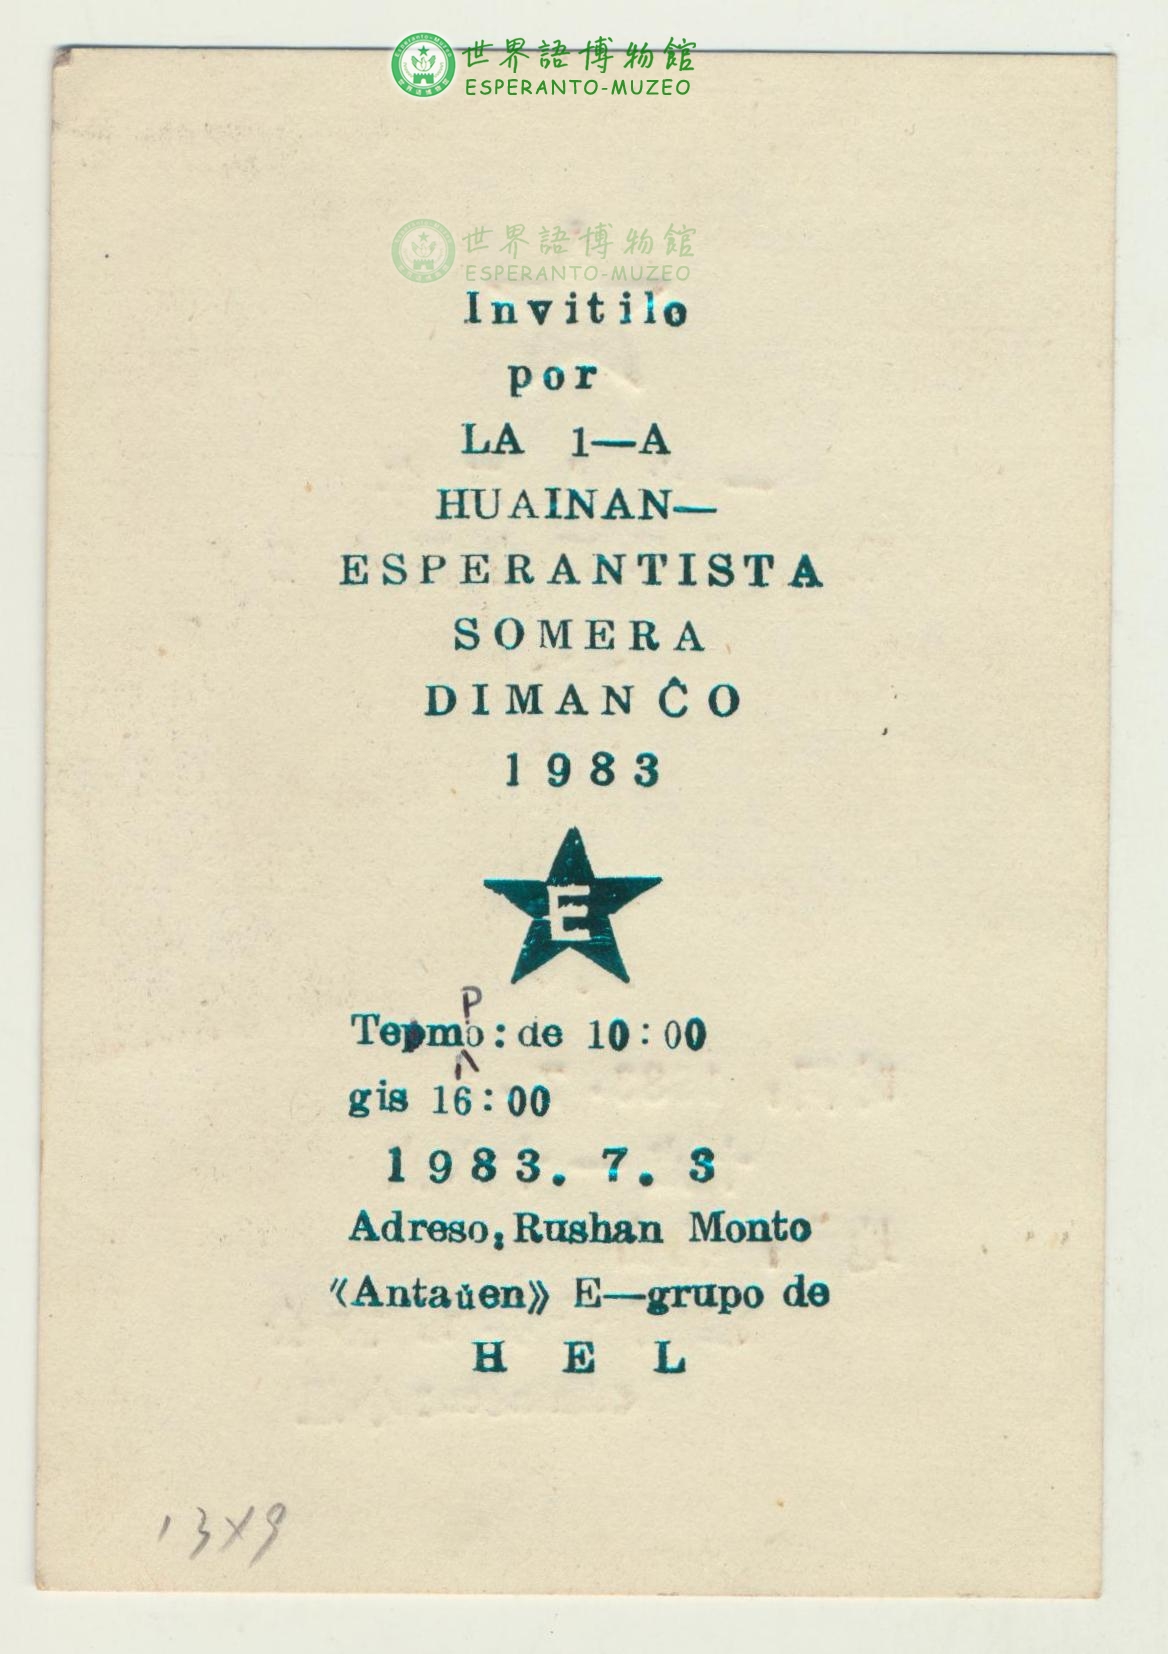 世界語博物館
ESPERANTO-MUZEO
世界語博物館
ESPERANTO-MUZEO
Invitilo
por
LA 1—A
HUAINAN—
ESPERANTISTA
SOMERA
DIMANĈO
1983
E
Tepmo: de 10:00
P
gis 16:00
1983. 7. 3
Adreso: Rushan Monto
《Antaŭen》 E—grupo de
H E L
13×9